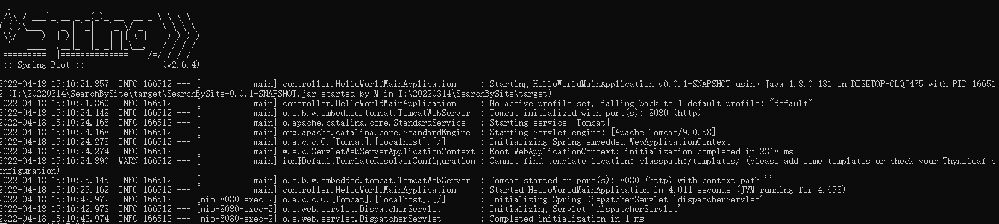 :: Spring Boot ::                (v2.6.4)
2022-04-18 15:10:21.857  INFO 166512 --- [           main] controller.HelloWorldMainApplication     : Starting HelloWorldMainApplication v0.0.1-SNAPSHOT using Java 1.8.0_131 on DESKTOP-OLQJ475 with PID 16651
2 (I:\20220314\SearchBySite\target\SearchBySite-0.0.1-SNAPSHOT.jar started by M in I:\20220314\SearchBySite\target)
2022-04-18 15:10:21.860  INFO 166512 --- [           main] controller.HelloWorldMainApplication     : No active profile set, falling back to 1 default profile: "default"
2022-04-18 15:10:24.148  INFO 166512 --- [           main] o.s.b.w.embedded.tomcat.TomcatWebServer  : Tomcat initialized with port(s): 8080 (http)
2022-04-18 15:10:24.168  INFO 166512 --- [           main] o.apache.catalina.core.StandardService   : Starting service [Tomcat]
2022-04-18 15:10:24.168  INFO 166512 --- [           main] org.apache.catalina.core.StandardEngine  : Starting Servlet engine: [Apache Tomcat/9.0.58]
2022-04-18 15:10:24.273  INFO 166512 --- [           main] o.a.c.c.C.[Tomcat].[localhost].[/]       : Initializing Spring embedded WebApplicationContext
2022-04-18 15:10:24.274  INFO 166512 --- [           main] w.s.c.ServletWebServerApplicationContext : Root WebApplicationContext: initialization completed in 2318 ms
2022-04-18 15:10:24.890  WARN 166512 --- [           main] ion$DefaultTemplateResolverConfiguration : Cannot find template location: classpath:/templates/ (please add some templates or check your Thymeleaf c
onfiguration)
2022-04-18 15:10:25.145  INFO 166512 --- [           main] o.s.b.w.embedded.tomcat.TomcatWebServer  : Tomcat started on port(s): 8080 (http) with context path ''
2022-04-18 15:10:25.162  INFO 166512 --- [           main] controller.HelloWorldMainApplication     : Started HelloWorldMainApplication in 4.011 seconds (JVM running for 4.653)
2022-04-18 15:10:42.972  INFO 166512 --- [nio-8080-exec-2] o.a.c.c.C.[Tomcat].[localhost].[/]       : Initializing Spring DispatcherServlet 'dispatcherServlet'
2022-04-18 15:10:42.973  INFO 166512 --- [nio-8080-exec-2] o.s.web.servlet.DispatcherServlet        : Initializing Servlet 'dispatcherServlet'
2022-04-18 15:10:42.974  INFO 166512 --- [nio-8080-exec-2] o.s.web.servlet.DispatcherServlet        : Completed initialization in 1 ms